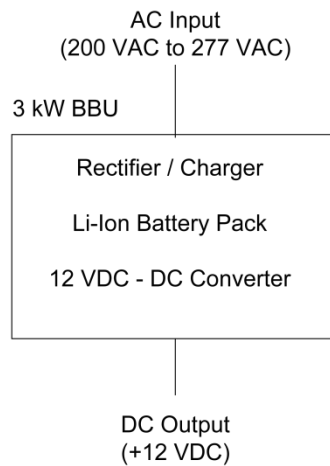 AC Input
(200 VAC to 277 VAC)
3 kW BBU
Rectifier / Charger
Li-Ion Battery Pack
12 VDC - DC Converter
DC Output
(+12 VDC)